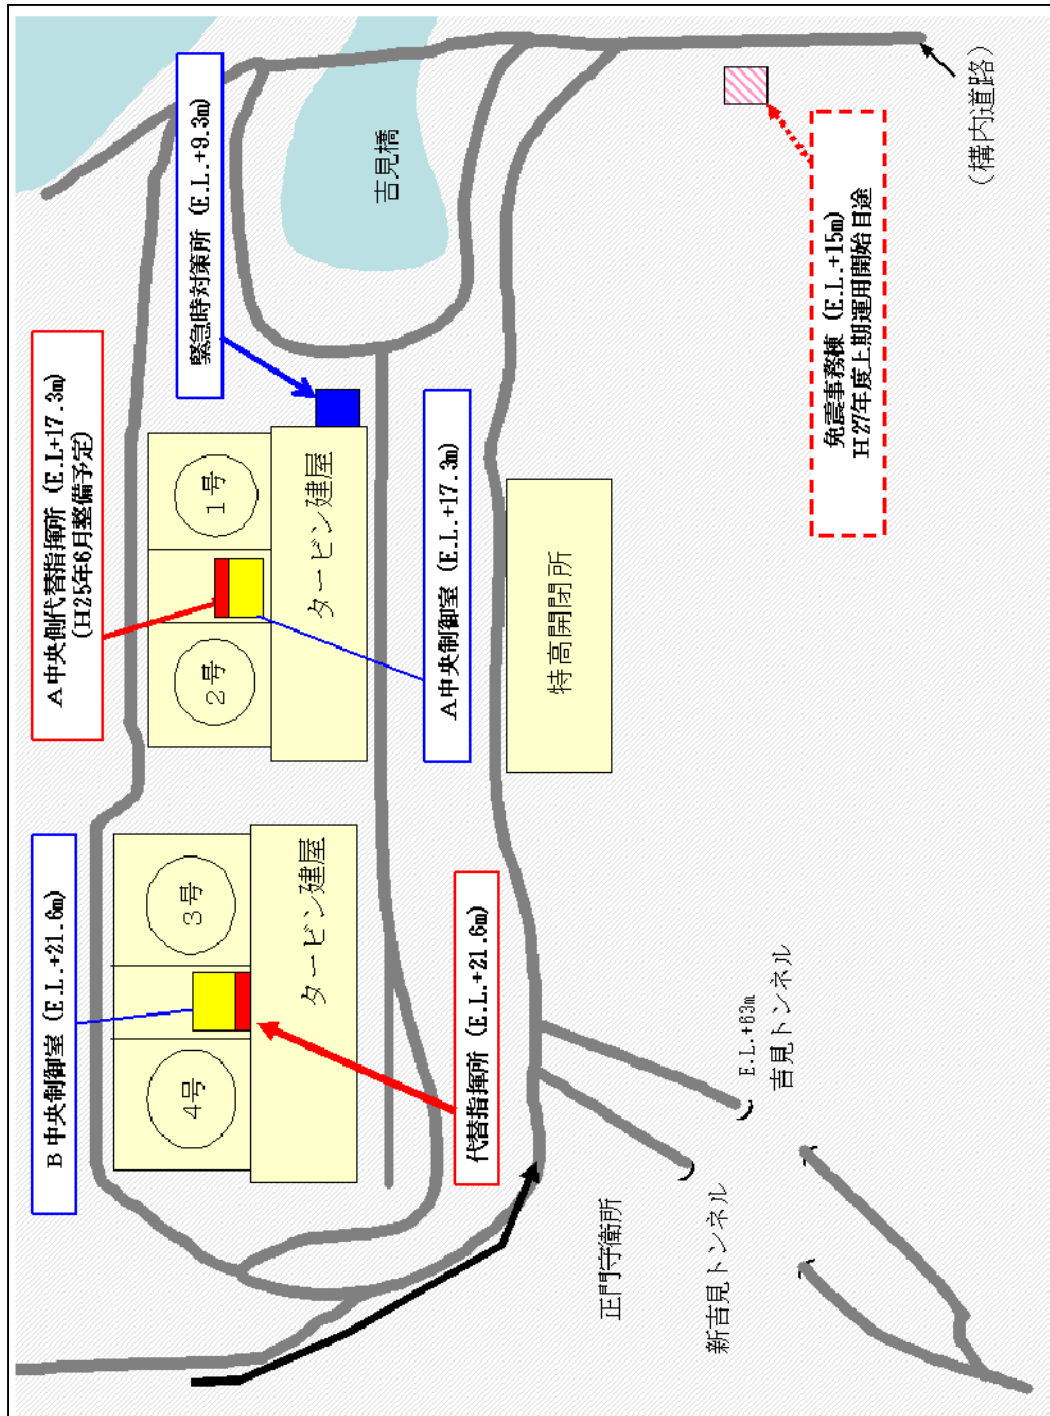 B中央制御室 (E.L.+21.6m)
A中央側代替指揮所 (E.L+17.3m)
(H25年6月整備予定)
緊急時対策所 (E.L.+9.3m)
4号
3号
2号
1号
タービン建屋
タービン建屋
吉見橋
代替指揮所 (E.L.+21.6m)
A中央制御室 (E.L.+17.3m)
特高開閉所
正門守衛所
新吉見トンネル
E.L.+63m
吉見トンネル
免震事務棟 (E.L.+15m)
H27年度上期運用開始目途
(構内道路)